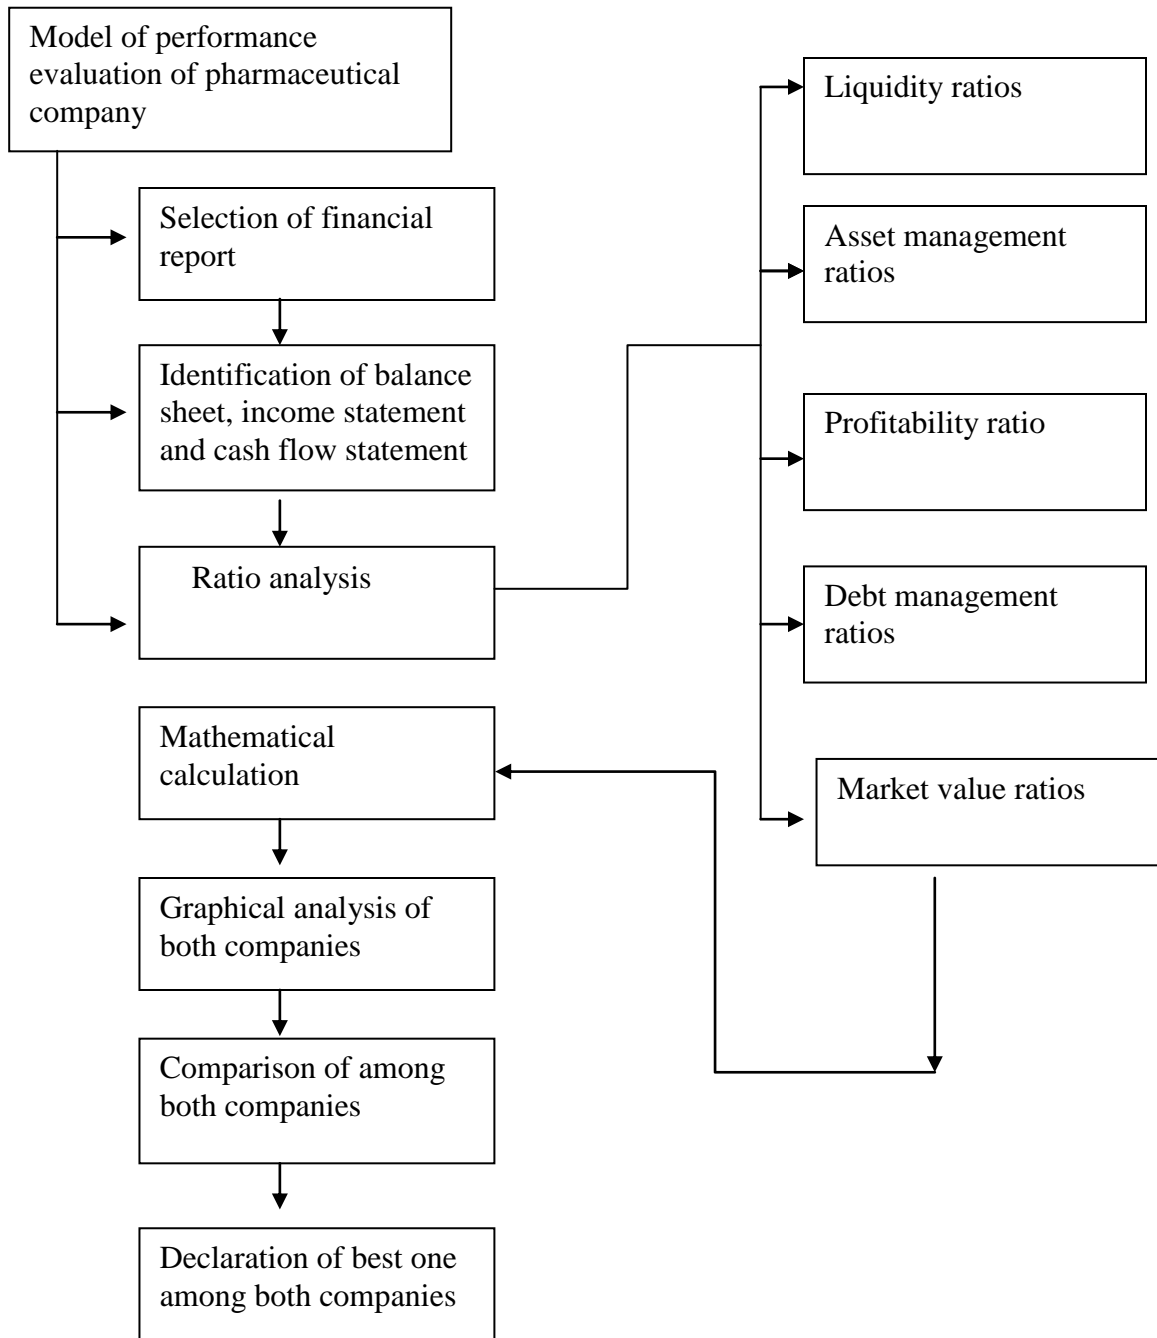 Model of performance
evaluation of pharmaceutical
company
Selection of financial
report
Identification of balance
sheet, income statement
and cash flow statement
Ratio analysis
Liquidity ratios
Asset management
ratios
Profitability ratio
Debt management
ratios
Market value ratios
Mathematical
calculation
Graphical analysis of
both companies
Comparison of among
both companies
Declaration of best one
among both companies